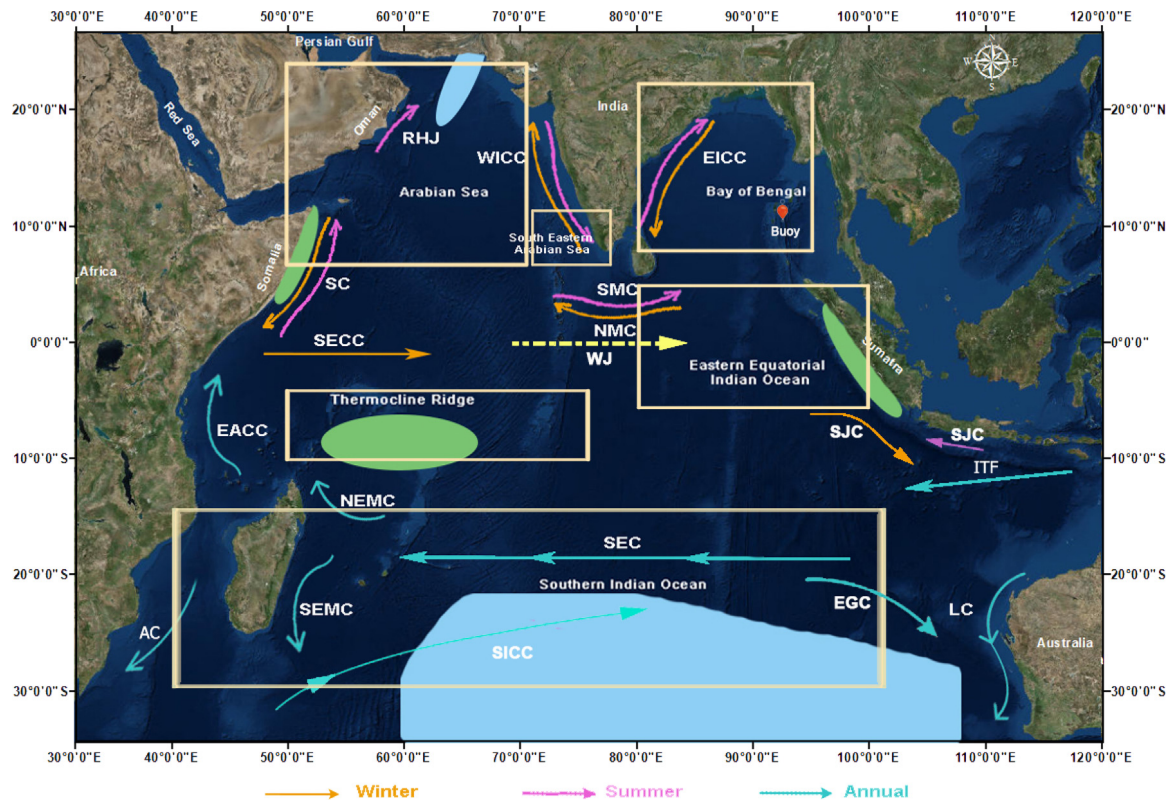 30°0'0"E 40°0'0"E 50°0'0"E 60°0'0"E 70°0'0"E 80°0'0"E 90°0'0"E 100°0'0"E 110°0'0"E 120°0'0"E
Persian Gulf
N
W E
S
20°0'0"N
Red Sea
Oman
RHJ
India
20°0'0"N
WICC
EICC
Arabian Sea
Bay of Bengal
10°0'0"N
Buoy
South Eastern
Arabian Sea
10°0'0"N
Africa
Somalia
SC
SMC
NMC
0°0'0"
SECC
WJ
Eastern Equatorial
Indian Ocean
Sumatra
0°0'0"
Thermocline Ridge
EACC
SJC
SJC
10°0'0"S
ITF
10°0'0"S
NEMC
SEC
20°0'0"S
Southern Indian Ocean
20°0'0"S
SEMC
EGC
LC
AC
SICC
Australia
30°0'0"S
30°0'0"S
30°0'0"E 40°0'0"E 50°0'0"E 60°0'0"E 70°0'0"E 80°0'0"E 90°0'0"E 100°0'0"E 110°0'0"E 120°0'0"E
Winter Summer Annual